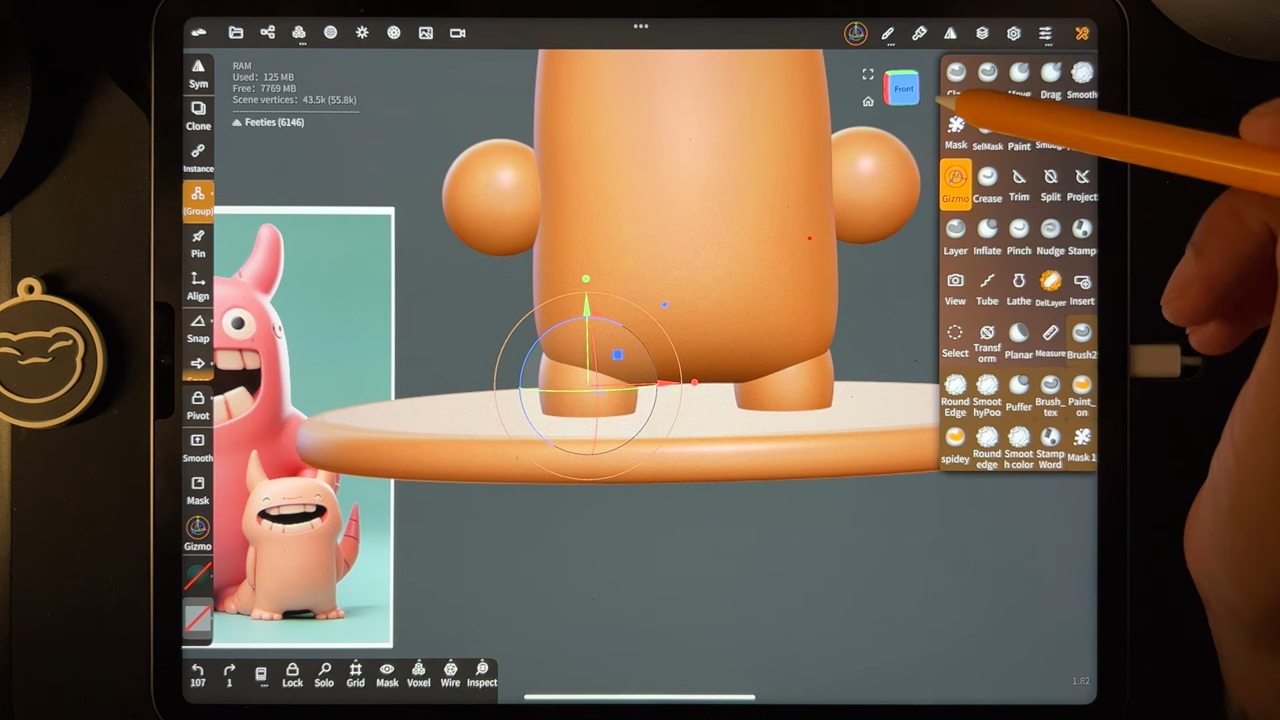 RAM
Used: 125 MB
Free: 7769 MB
Scene vertices: 43.5k (55.8k)
Feeties (6146)
Front
Sym
Clone
Instance
(Group)
Pin
Align
Snap
Pivot
Smooth
Mask
Gizmo
Drag
Smooth
Mask
SelMask
Paint
Gizmo
Crease
Trim
Split
Project
Layer
Inflate
Pinch
Nudge
Stamp
View
Tube
Lathe
DelLayer
Insert
Select
Transf
orm
Planar
Measure
Brush2
Round
Edge
Smoot
hyPoo
Puffer
Brush_
tex
Paint_
on
spidey
Round
edge
Smoot
h color
Stamp
Word
Mask 1
107
1
Lock
Solo
Grid
Mask
Voxel
Wire
Inspect
1.82